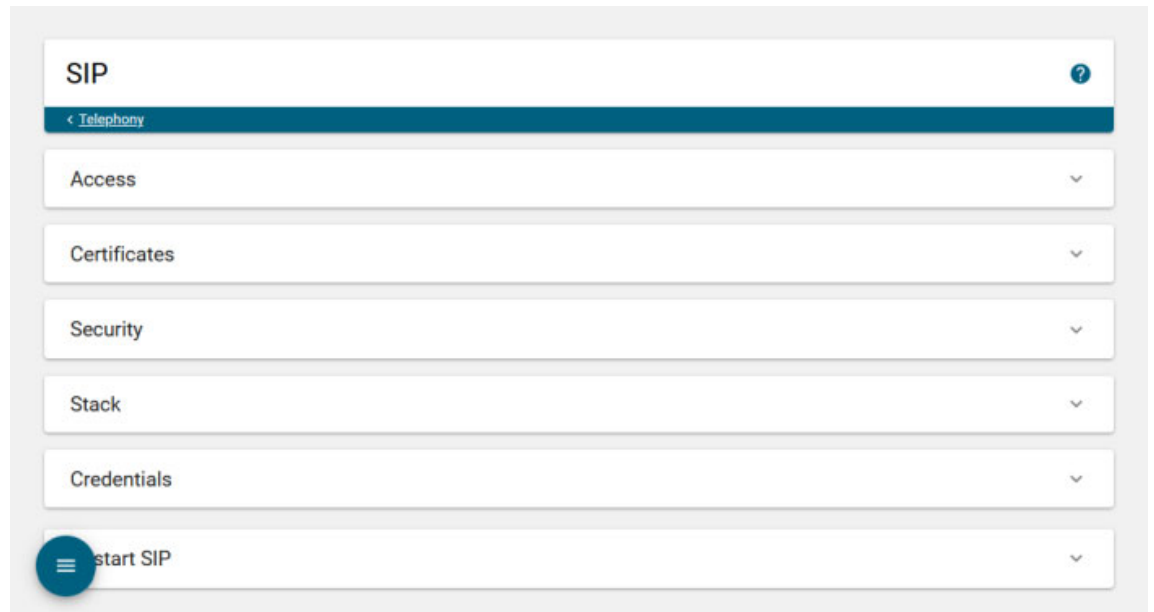 SIP
?
< Telephony
Access
Certificates
Security
Stack
Credentials
start SIP